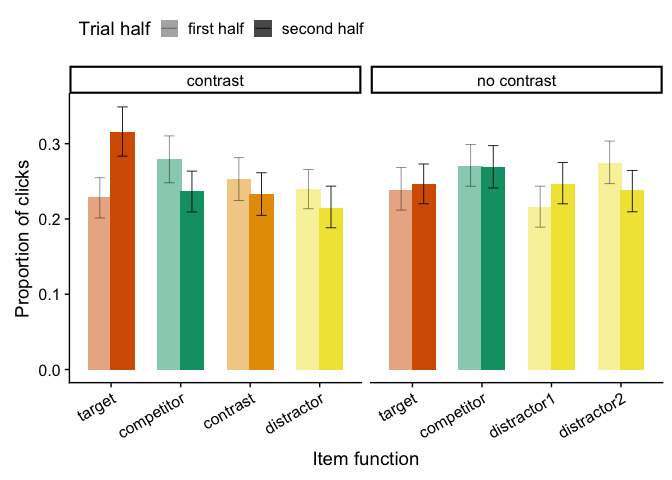 Trial half first half second half
contrast no contrast
Proportion of clicks
0.3
0.2
0.1
0.0
target competitor contrast distractor target competitor distractor1 distractor2
Item function